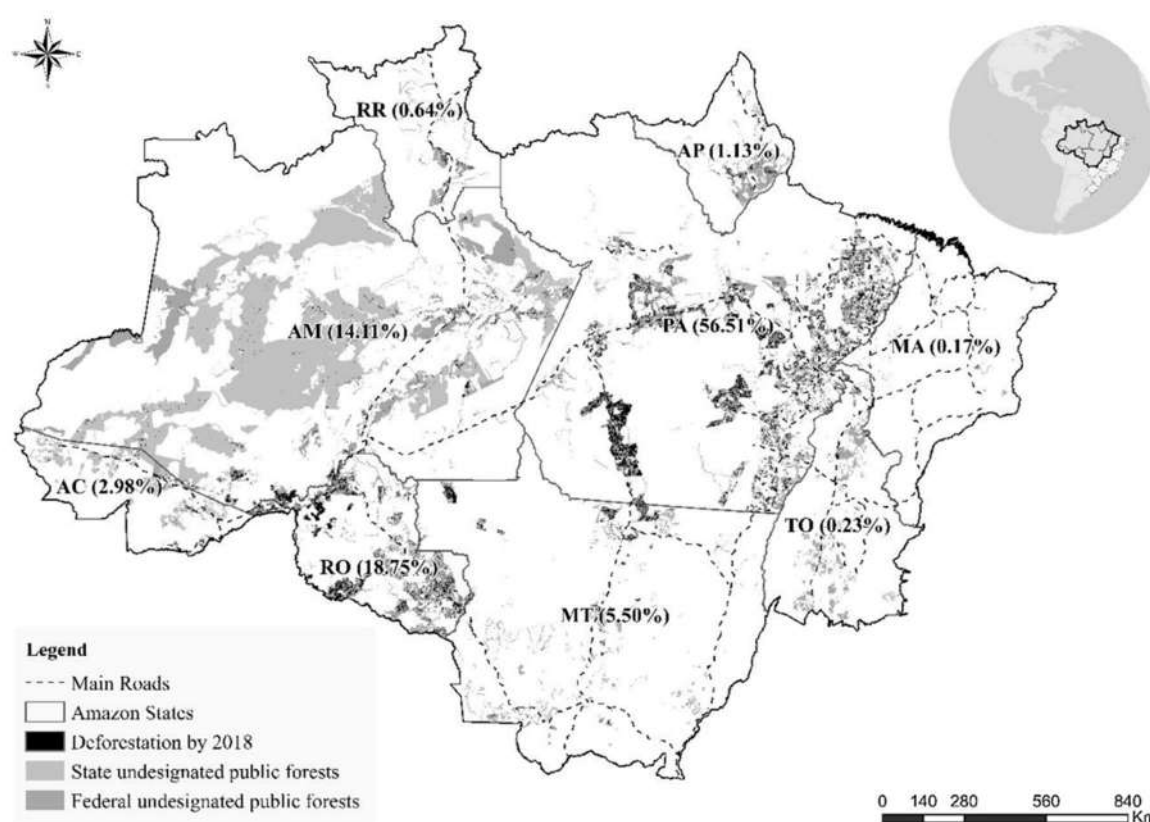 N
W E
S
RR (0.64%)
AP (1.13%)
AM (14.11%)
PA (56.51%)
MA (0.17%)
AC (2.98%)
TO (0.23%)
RO (18.75%)
MT (5.50%)
Legend
Main Roads
Amazon States
Deforestation by 2018
State undesignated public forests
Federal undesignated public forests
0 140 280 560 840
Km